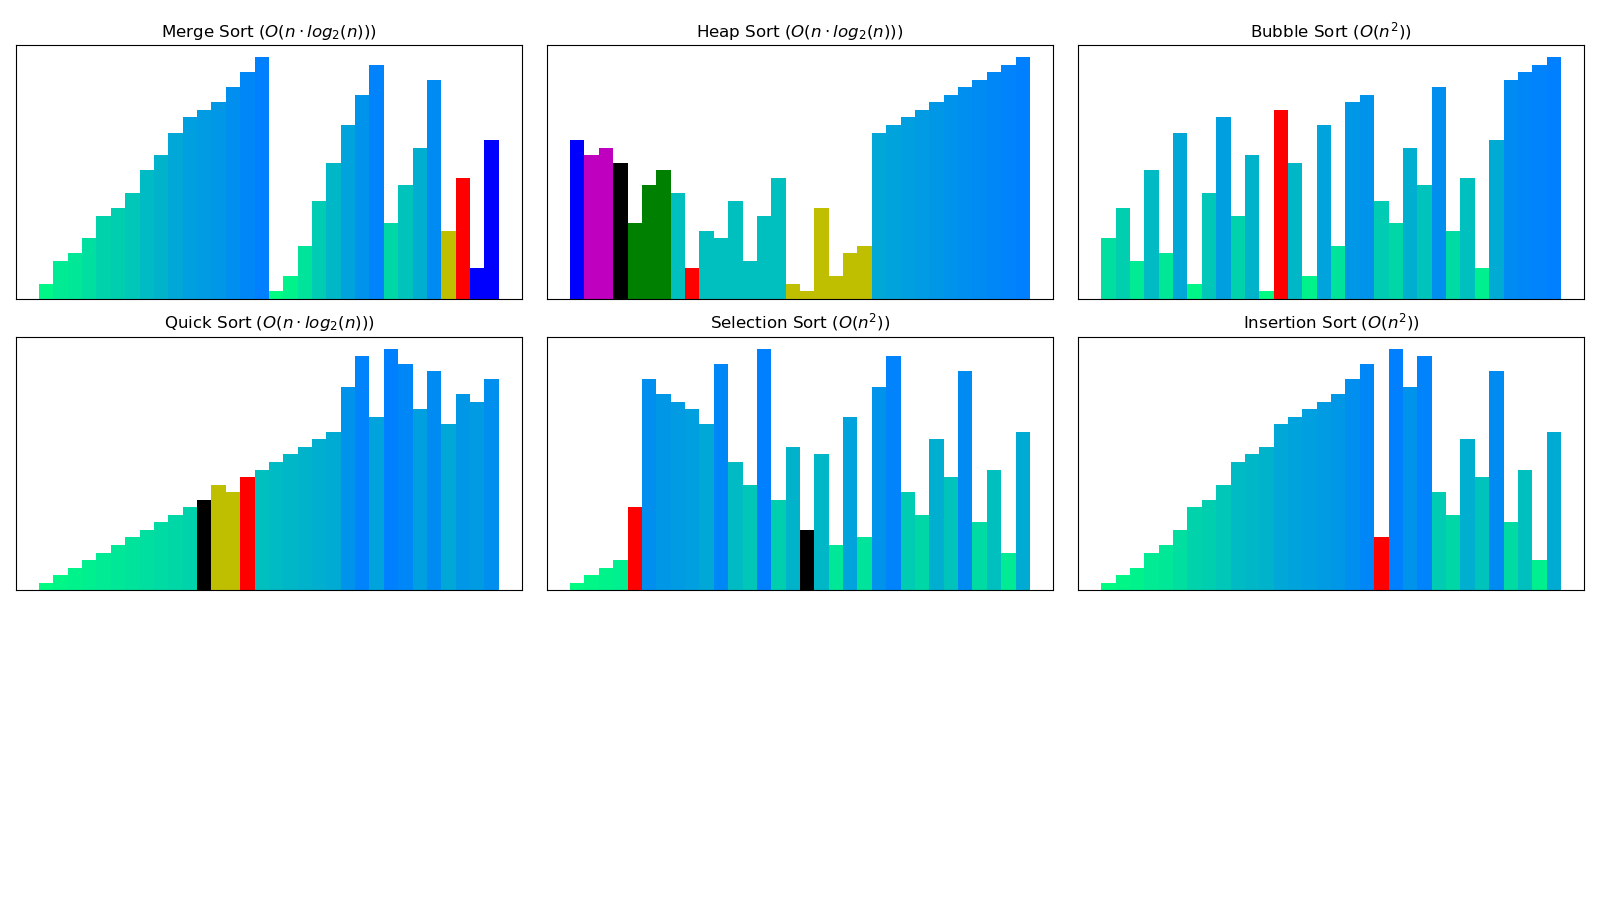 Merge Sort (O(n · log₂(n)))
Heap Sort (O(n · log₂(n)))
Bubble Sort (O(n²))
Quick Sort (O(n · log₂(n)))
Selection Sort (O(n²))
Insertion Sort (O(n²))